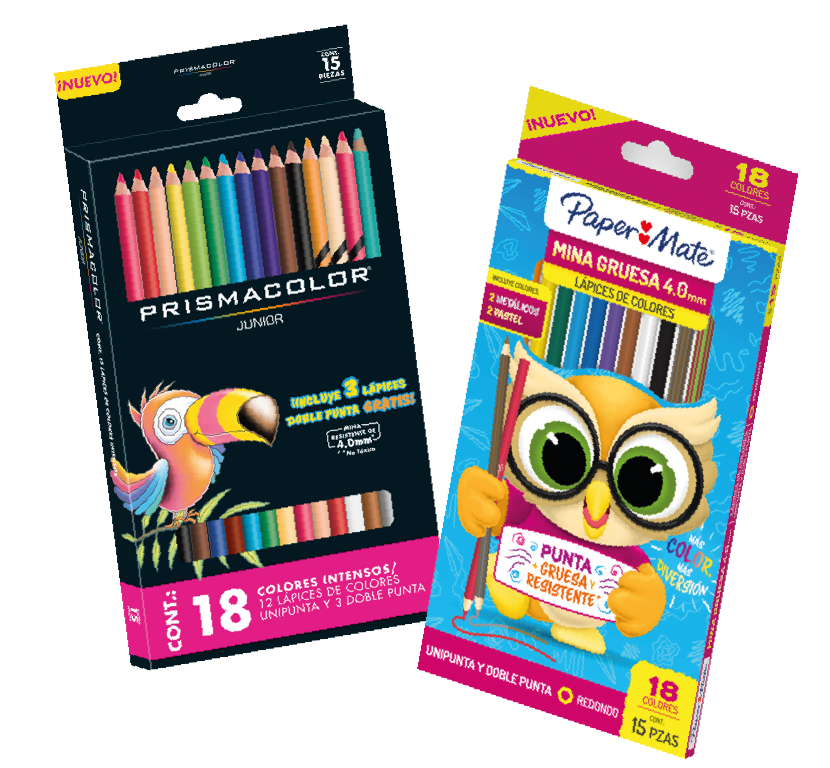 ¡NUEVO!
PRISMACOLOR
CONT.
15
PIEZAS
PRISMACOLOR
JUNIOR
PRISMACOLOR
JUNIOR
¡INCLUYE 3 LÁPICES
DOBLE PUNTA GRATIS!
MINA
RESISTENTE DE
4.0mm
No Tóxico
CONT.:
18
COLORES INTENSOS/
12 LÁPICES DE COLORES
UNIPUNTA Y 3 DOBLE PUNTA
¡NUEVO!
18
COLORES
CONT.
15 PZAS
Paper Mate
MINA GRUESA 4.0mm
LÁPICES DE COLORES
INCLUYE COLORES:
2 METÁLICOS
2 PASTEL
PUNTA
+ GRUESA Y
RESISTENTE
MÁS
COLOR,
MÁS
DIVERSIÓN
UNIPUNTA Y DOBLE PUNTA
REDONDO
18
COLORES
CONT.
15 PZAS